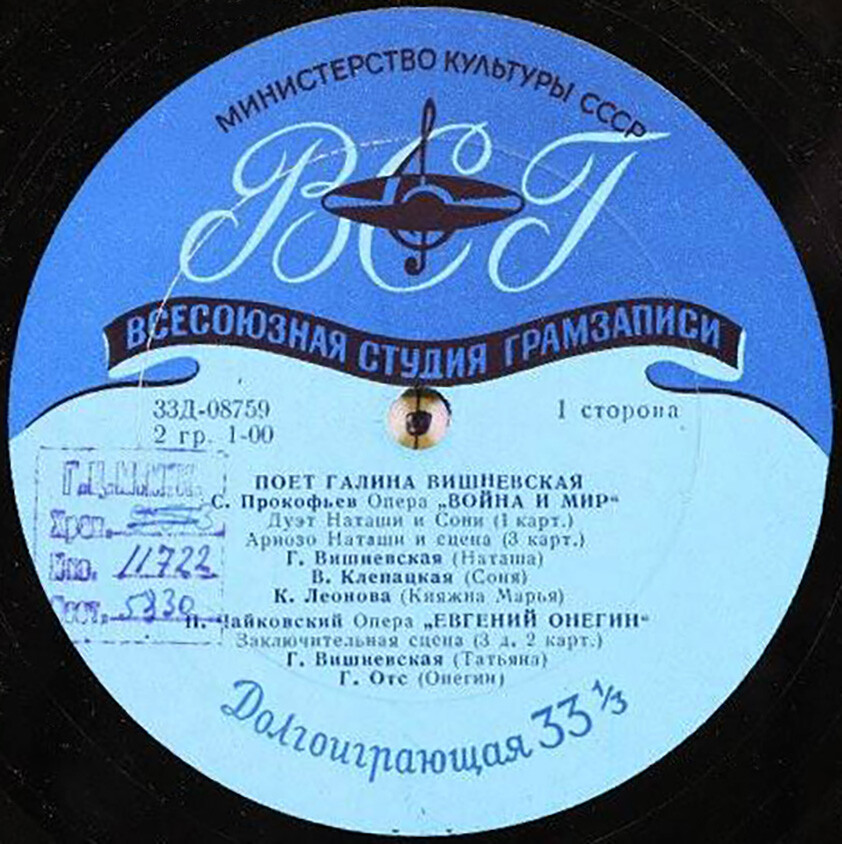 МИНИСТЕРСТВО КУЛЬТУРЫ СССР
ВСГ
ВСЕСОЮЗНАЯ СТУДИЯ ГРАМЗАПИСИ
33Д-08759
2 гр. 1-00
1 сторона
ПОЕТ ГАЛИНА ВИШНЕВСКАЯ
С. Прокофьев Опера „ВОЙНА И МИР"
Дуэт Наташи и Сони (1 карт.)
Ариозо Наташи и сцена (3 карт.)
Г. Вишневская (Наташа)
В. Клепацкая (Соня)
К. Леонова (Княжна Марья)
П. Чайковский Опера „ЕВГЕНИЙ ОНЕГИН"
Заключительная сцена (3 д. 2 карт.)
Г. Вишневская (Татьяна)
Г. Отс (Онегин)
Инв. 11722
5830
Долгоиграющая 33 1/3